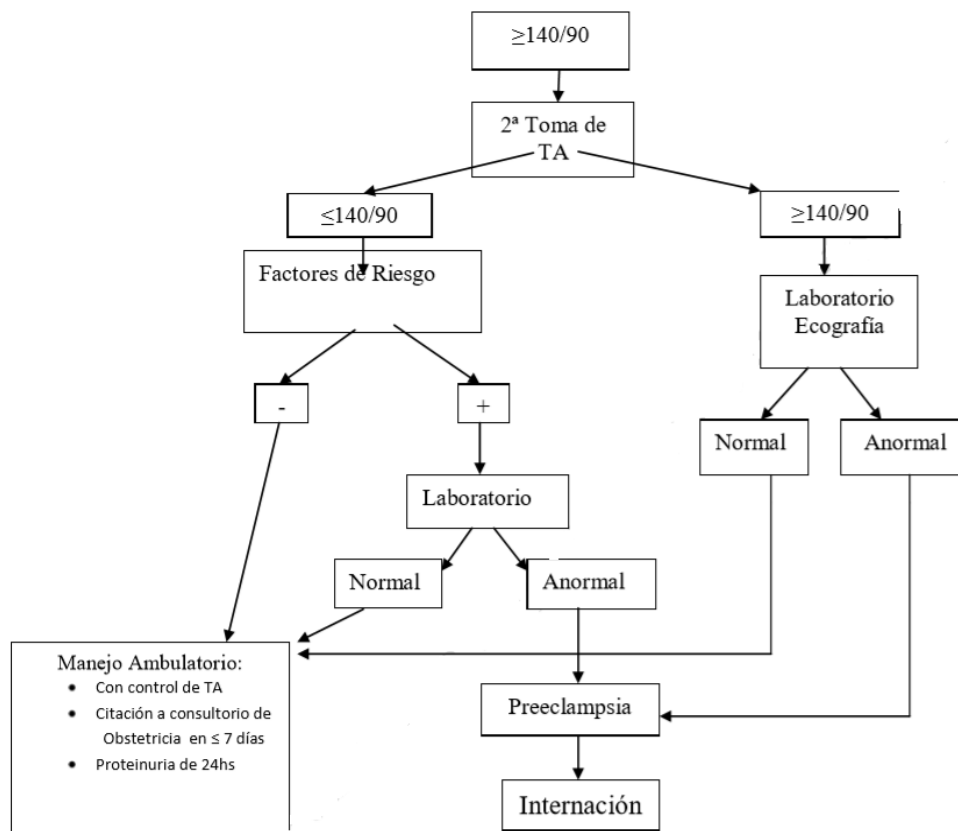 ≥140/90
2ª Toma de
TA
≤140/90
≥140/90
Factores de Riesgo
Laboratorio
Ecografía
-
+
Normal
Anormal
Laboratorio
Normal
Anormal
Manejo Ambulatorio:
• Con control de TA
• Citación a consultorio de
Obstetricia en ≤ 7 días
• Proteinuria de 24hs
Preeclampsia
Internación